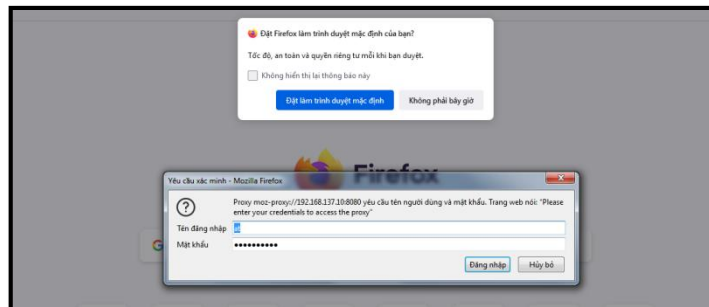 Đặt Firefox làm trình duyệt mặc định của bạn?
Tốc độ, an toàn và quyền riêng tư mỗi khi bạn duyệt.
Không hiển thị lại thông báo này
Đặt làm trình duyệt mặc định
Không phải bây giờ
Firefox
Yêu cầu xác minh - Mozilla Firefox
Proxy moz-proxy://192.168.137.10:8080 yêu cầu tên người dùng và mật khẩu. Trang web nói: "Please
enter your credentials to access the proxy"
Tên đăng nhập
Mật khẩu ●●●●●●●●●●
G
Đăng nhập
Hủy bỏ